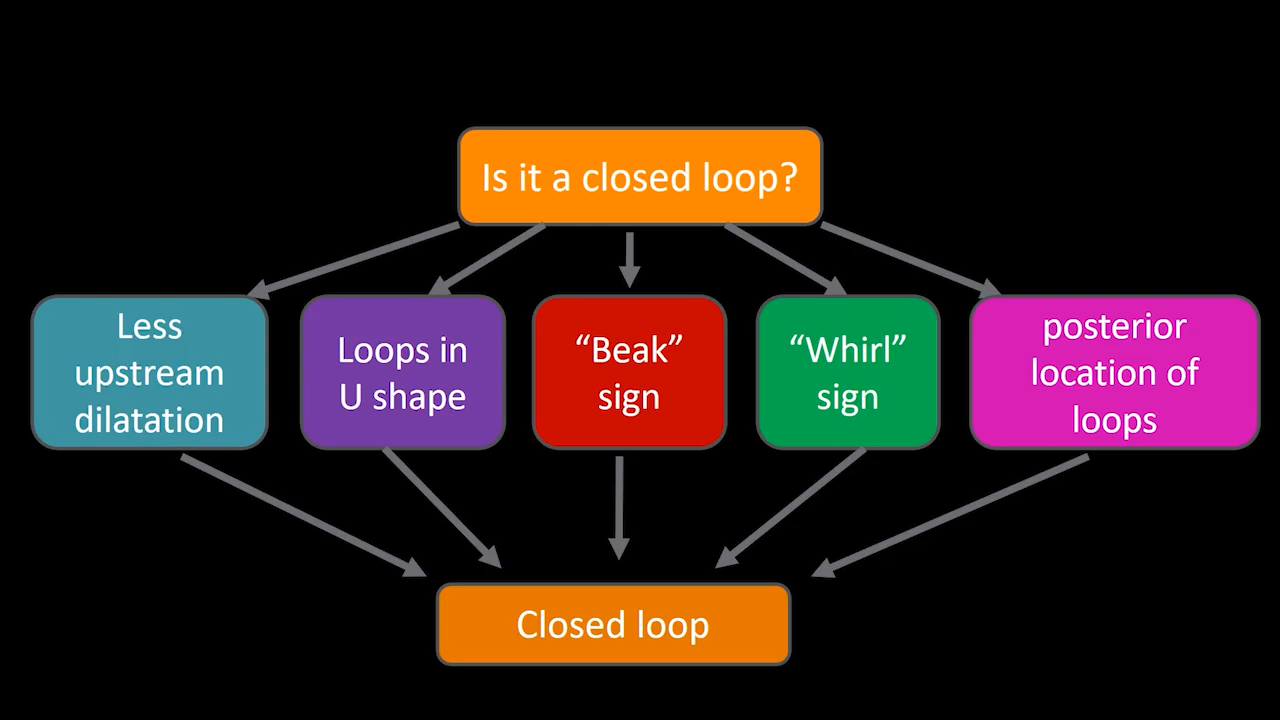 Is it a closed loop?
Less
upstream
dilatation
Loops in
U shape
“Beak”
sign
“Whirl”
sign
posterior
location of
loops
Closed loop